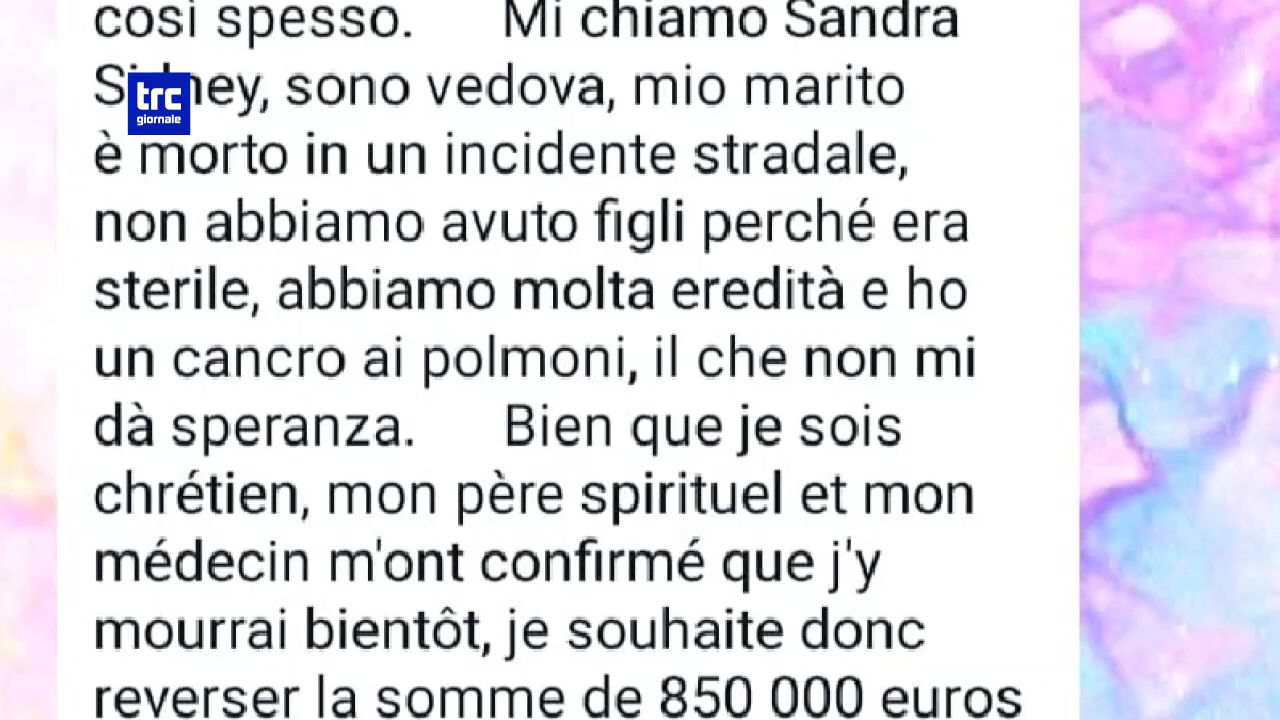 così spesso. Mi chiamo Sandra
Sidney, sono vedova, mio marito
è morto in un incidente stradale,
non abbiamo avuto figli perché era
sterile, abbiamo molta eredità e ho
un cancro ai polmoni, il che non mi
dà speranza. Bien que je sois
chrétien, mon père spirituel et mon
médecin m'ont confirmé que j'y
mourrai bientôt, je souhaite donc
reverser la somme de 850 000 euros
trc
giornale